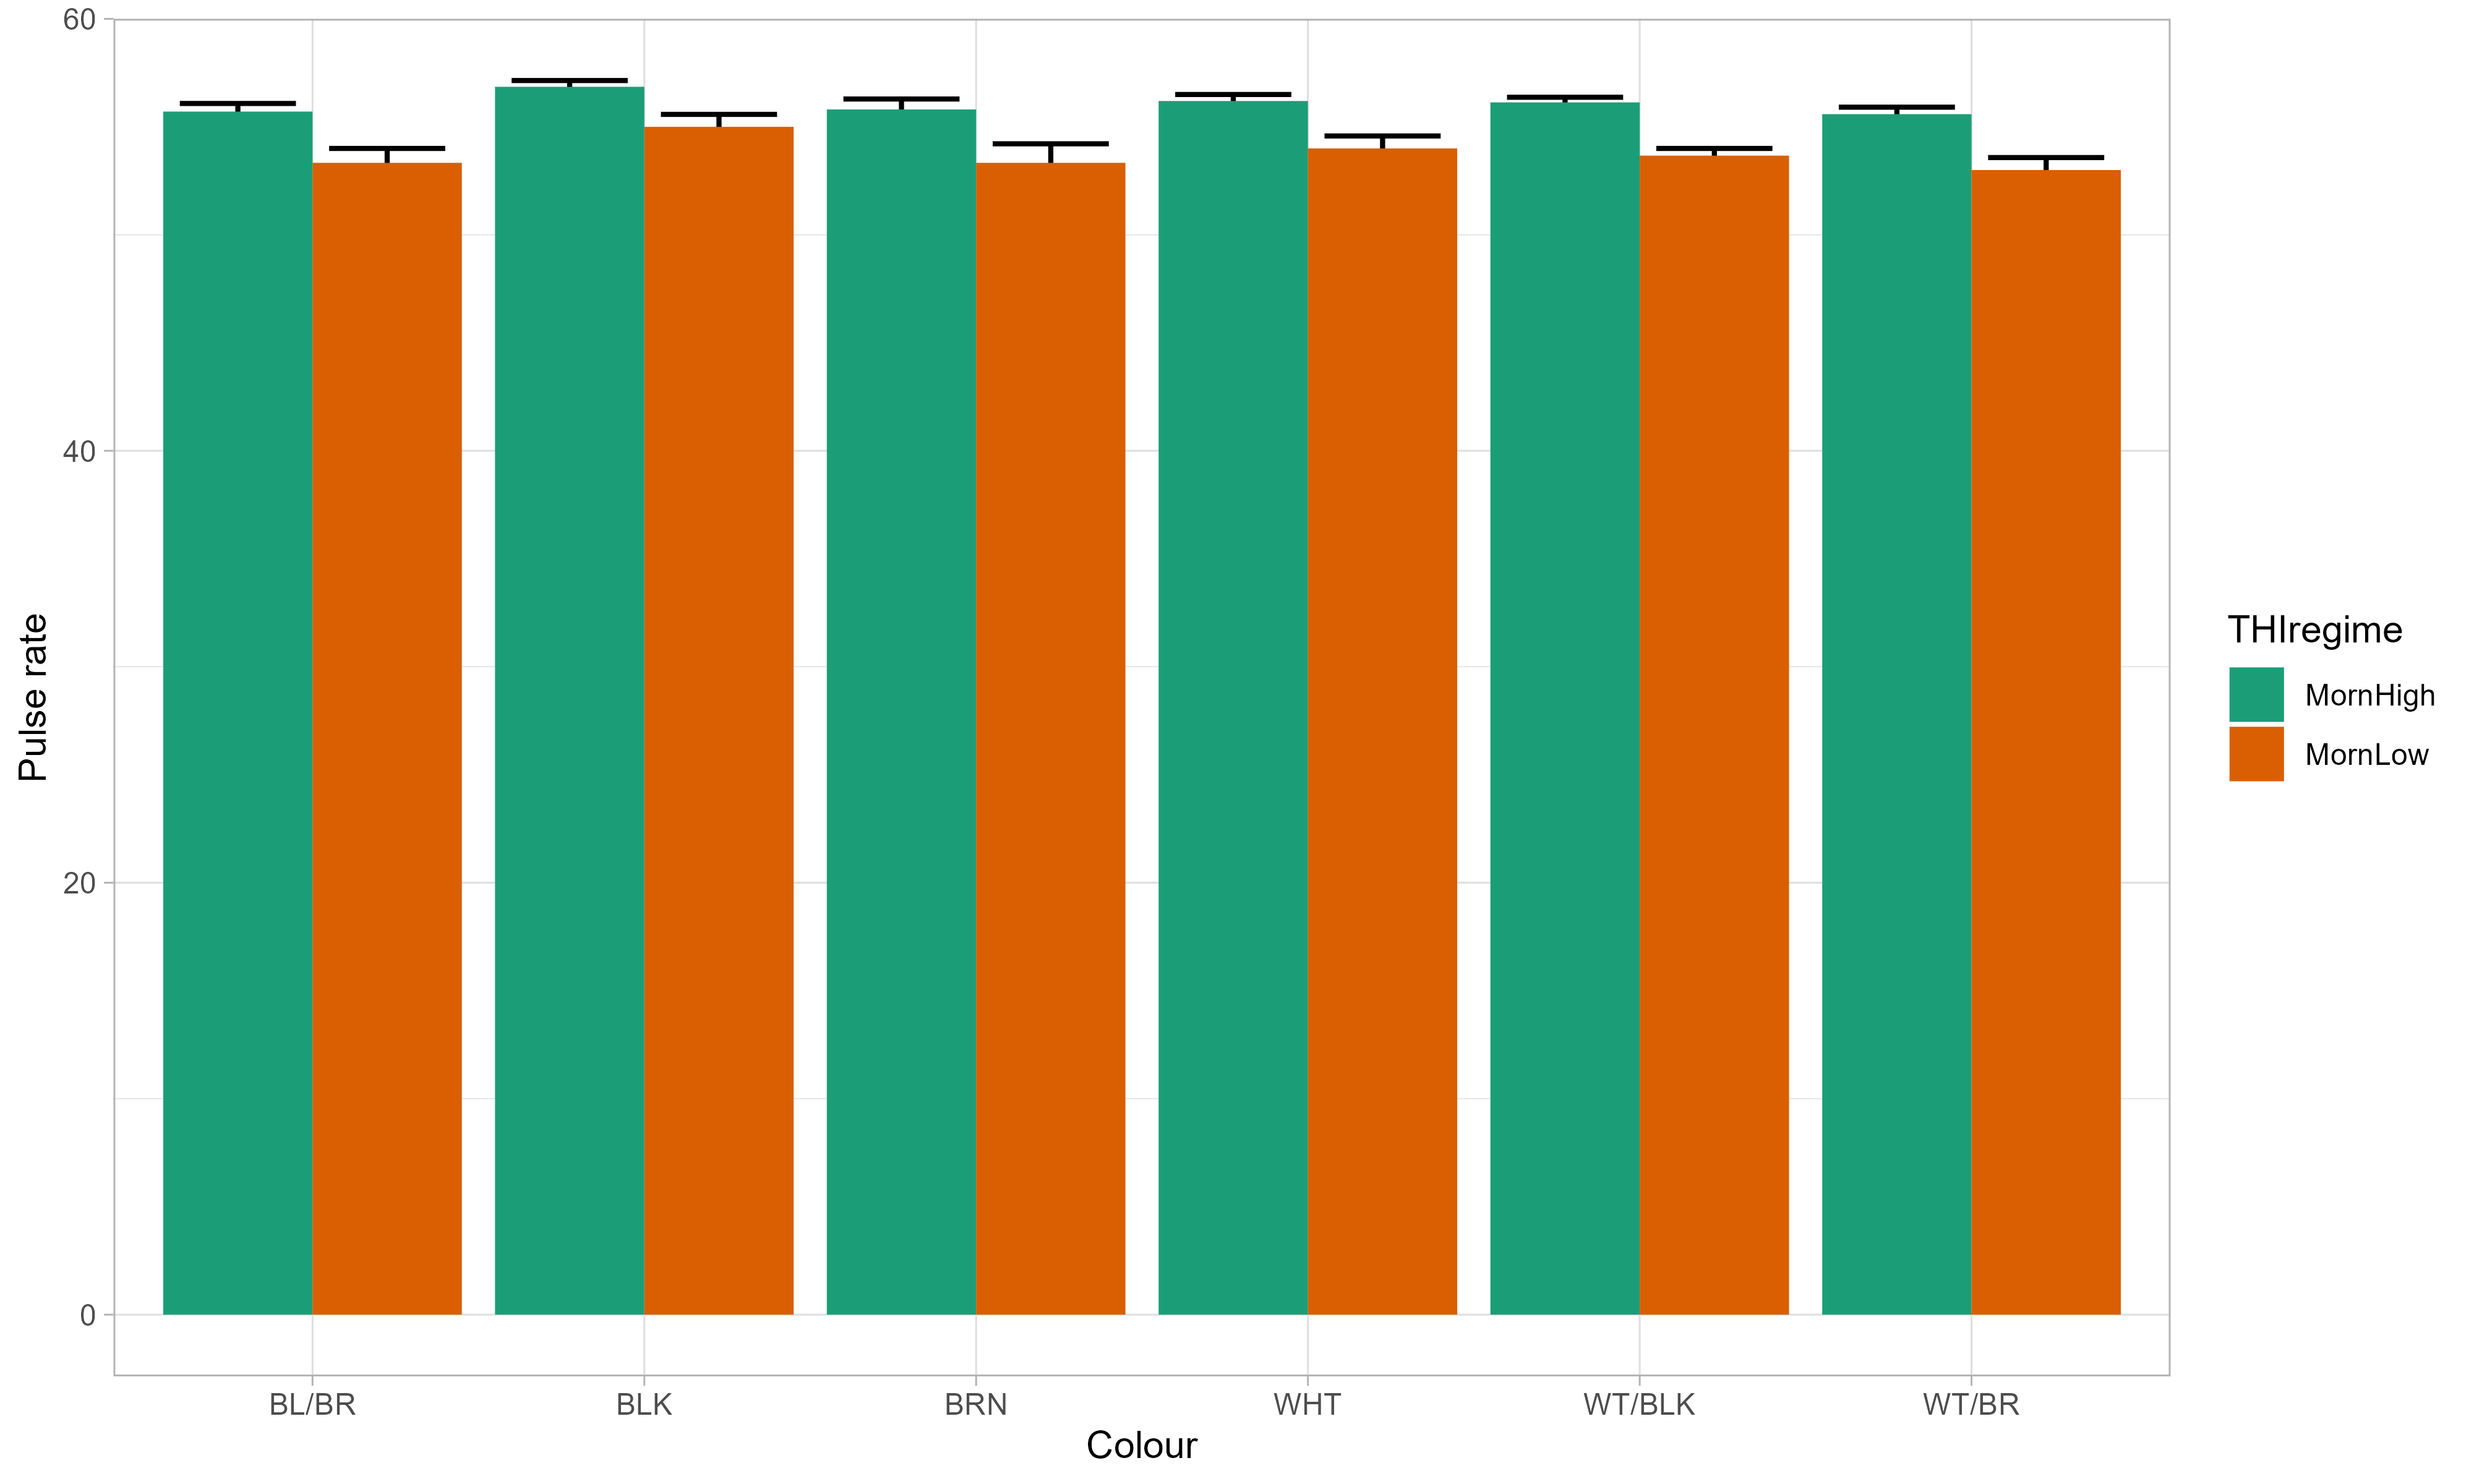 60
40
20
0
Pulse rate
BL/BR
BLK
BRN
WHT
WT/BLK
WT/BR
Colour
THIregime
MornHigh
MornLow